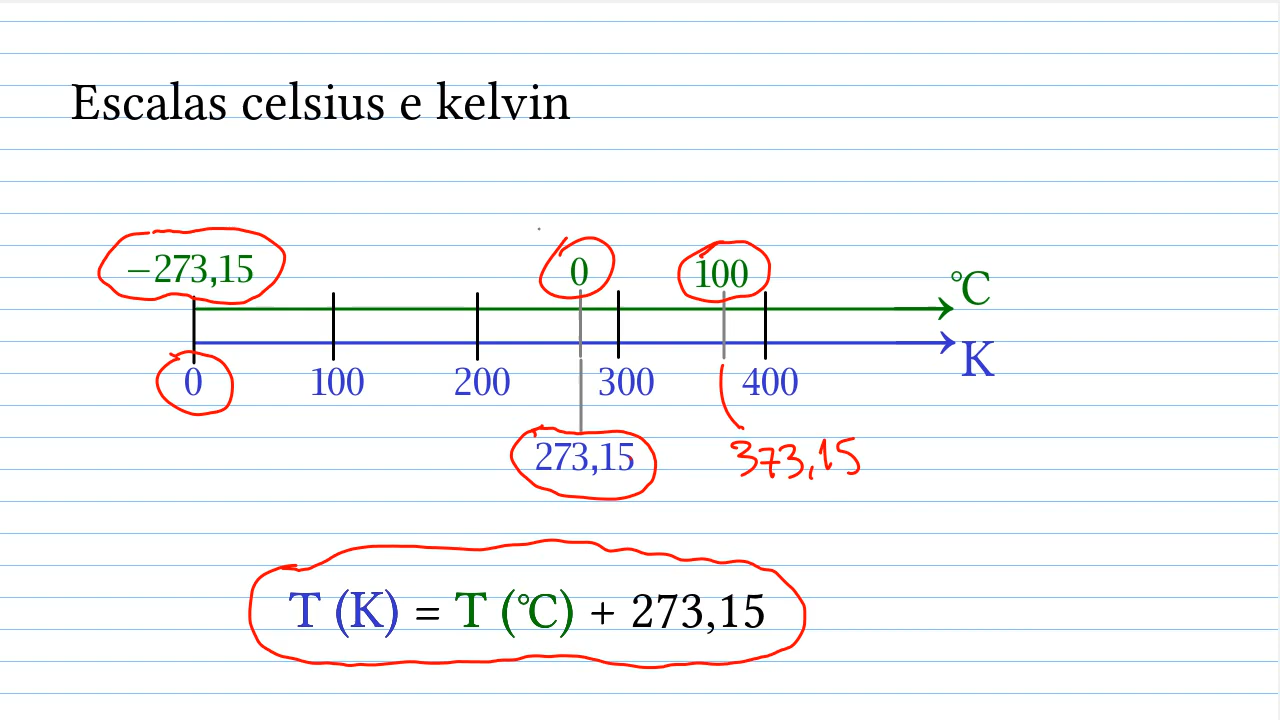 Escalas celsius e kelvin
−273,15 0 100 °C
K
0 100 200 300 400
273,15 373,15
T (K) = T (°C) + 273,15